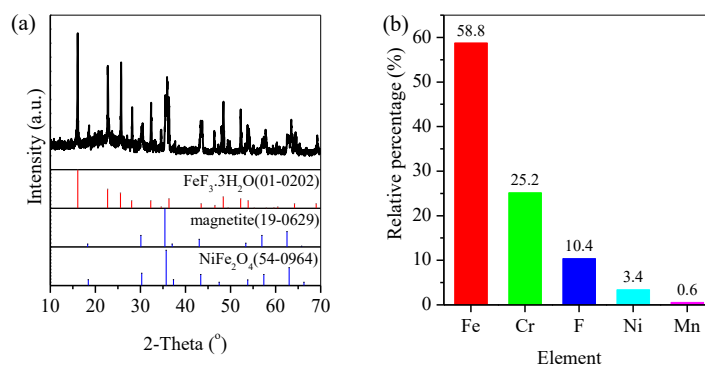 (a)
Intensity (a.u.)
FeF3.3H2O(01-0202)
magnetite(19-0629)
NiFe2O4(54-0964)
10 20 30 40 50 60 70
2-Theta (o)
(b)
Relative percentage (%)
60
50
40
30
20
10
0
58.8
25.2
10.4
3.4
0.6
Fe Cr F Ni Mn
Element